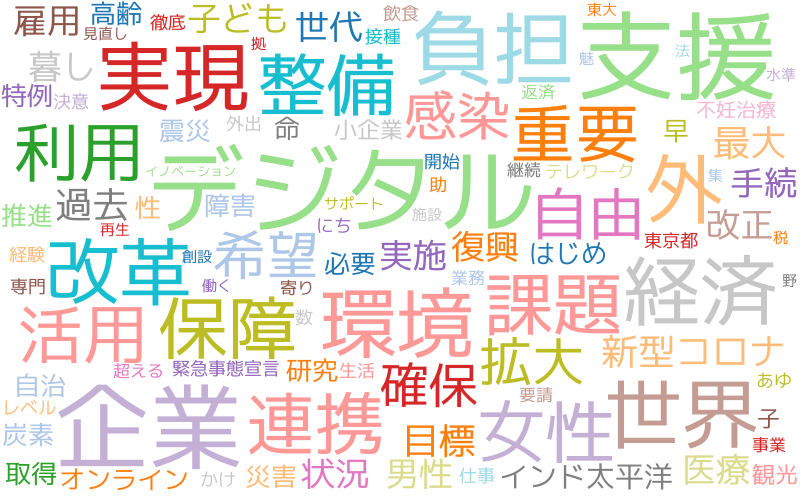 雇用
高齢
徹底
子ども
世代
飲食
接種
負担
東大
支援
見直し
拠
魅
法
水準
暮し
実現
整備
感染
返済
特例
決意
震災
外出
命
小企業
重要
不妊治療
早
最大
利用
イノベーション
デジタル
開始
継続
テレワーク
外
集
手続
推進
過去
性
障害
サポート
助
施設
自由
改正
再生
にち
経験
改革
創設
希望
必要
実施
復興
はじめ
東京都
税
専門
働く
保障
寄り
数
環境
業務
課題
経済
野
活用
超える
緊急事態宣言
研究
生活
確保
拡大
新型コロナ
あゆ
自治
レベル
炭素
企業
連携
目標
要請
女性
世界
子
事業
取得
オンライン
かけ
災害
状況
男性
仕事
インド太平洋
医療
観光